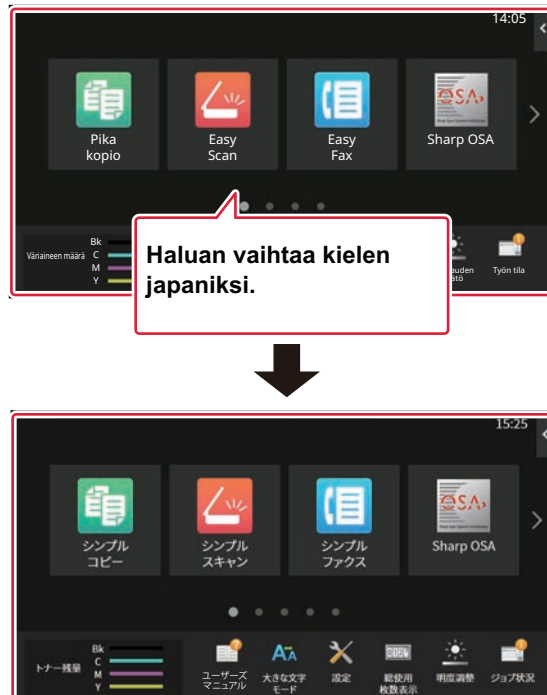 14:05
Pika
kopio
Easy
Scan
Easy
Fax
OSA
Sharp OSA
Väriaineen määrä
Bk
C
M
Y
Haluan vaihtaa kielen
japaniksi.
Työn tila
15:25
シンプル
コピー
シンプル
スキャン
シンプル
ファクス
OSA
Sharp OSA
トナー残量
Bk
C
M
Y
ユーザーズ
マニュアル
大きな文字
モード
設定
総使用
枚数表示
明度調整
ジョブ状況